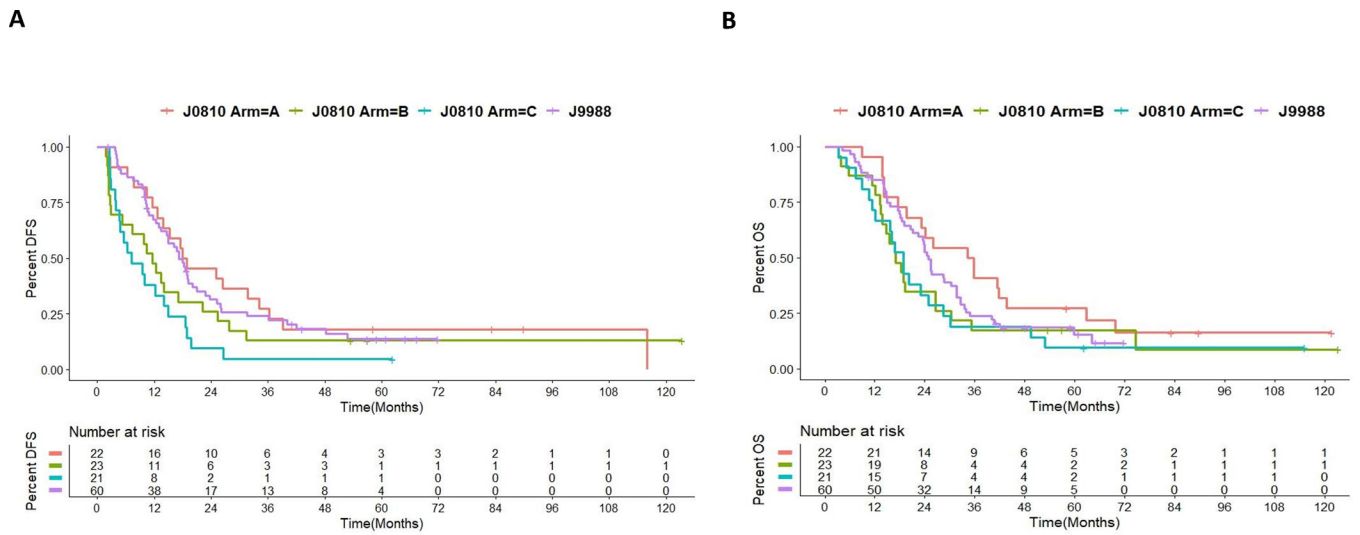 A
J0810 Arm=A J0810 Arm=B J0810 Arm=C J9988
Percent DFS
1.00
0.75
0.50
0.25
0.00
0 12 24 36 48 60 72 84 96 108 120
Time(Months)
Number at risk
Percent DFS
22 16 10 6 4 3 3 2 1 1 0
23 11 6 3 3 1 1 1 1 1 1
21 8 2 1 1 1 0 0 0 0 0
60 38 17 13 8 4 0 0 0 0 0
0 12 24 36 48 60 72 84 96 108 120
Time(Months)
B
J0810 Arm=A J0810 Arm=B J0810 Arm=C J9988
Percent OS
1.00
0.75
0.50
0.25
0.00
0 12 24 36 48 60 72 84 96 108 120
Time(Months)
Number at risk
Percent OS
22 21 14 9 6 5 3 2 1 1 1
23 19 8 4 4 2 2 1 1 1 1
21 15 7 4 4 2 1 1 1 1 0
60 50 32 14 9 5 0 0 0 0 0
0 12 24 36 48 60 72 84 96 108 120
Time(Months)